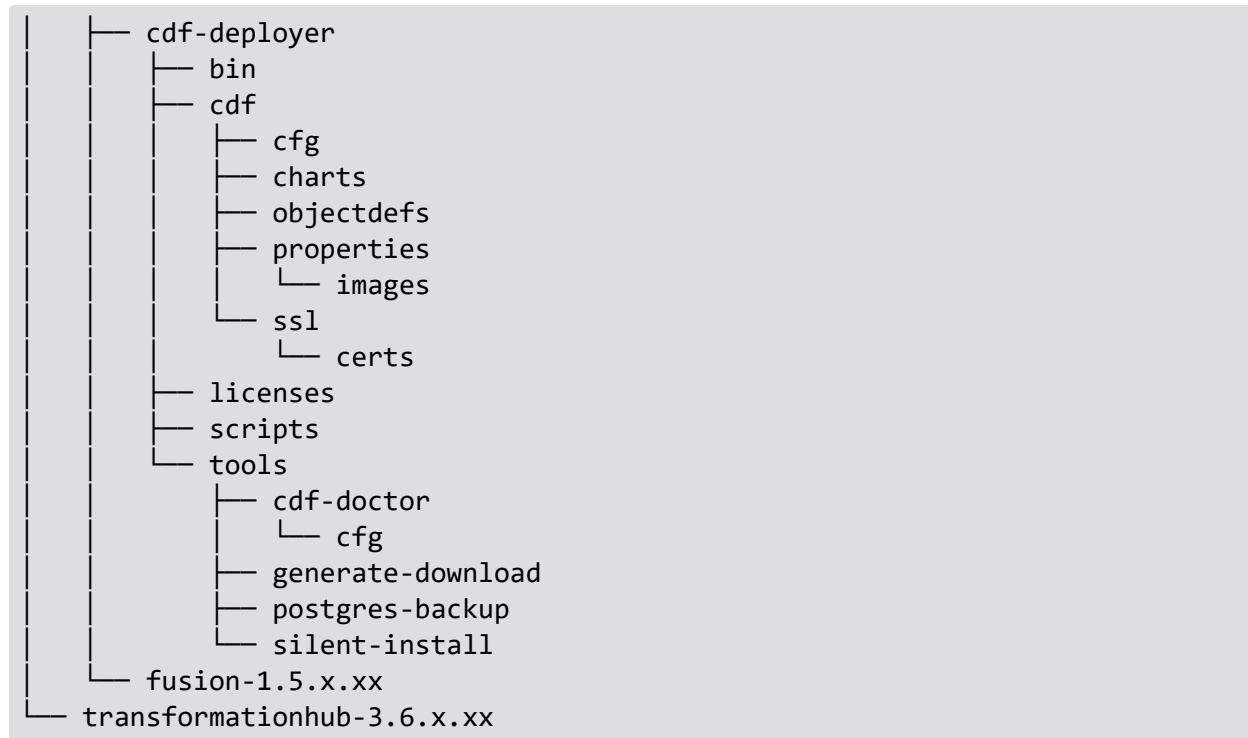 │   ├── cdf-deployer
│   │   ├── bin
│   │   ├── cdf
│   │   │   ├── cfg
│   │   │   ├── charts
│   │   │   ├── objectdefs
│   │   │   ├── properties
│   │   │   │   └── images
│   │   │   └── ssl
│   │   │       └── certs
│   │   ├── licenses
│   │   ├── scripts
│   │   └── tools
│   │       ├── cdf-doctor
│   │       │   └── cfg
│   │       ├── generate-download
│   │       ├── postgres-backup
│   │       └── silent-install
│   └── fusion-1.5.x.xx
└── transformationhub-3.6.x.xx